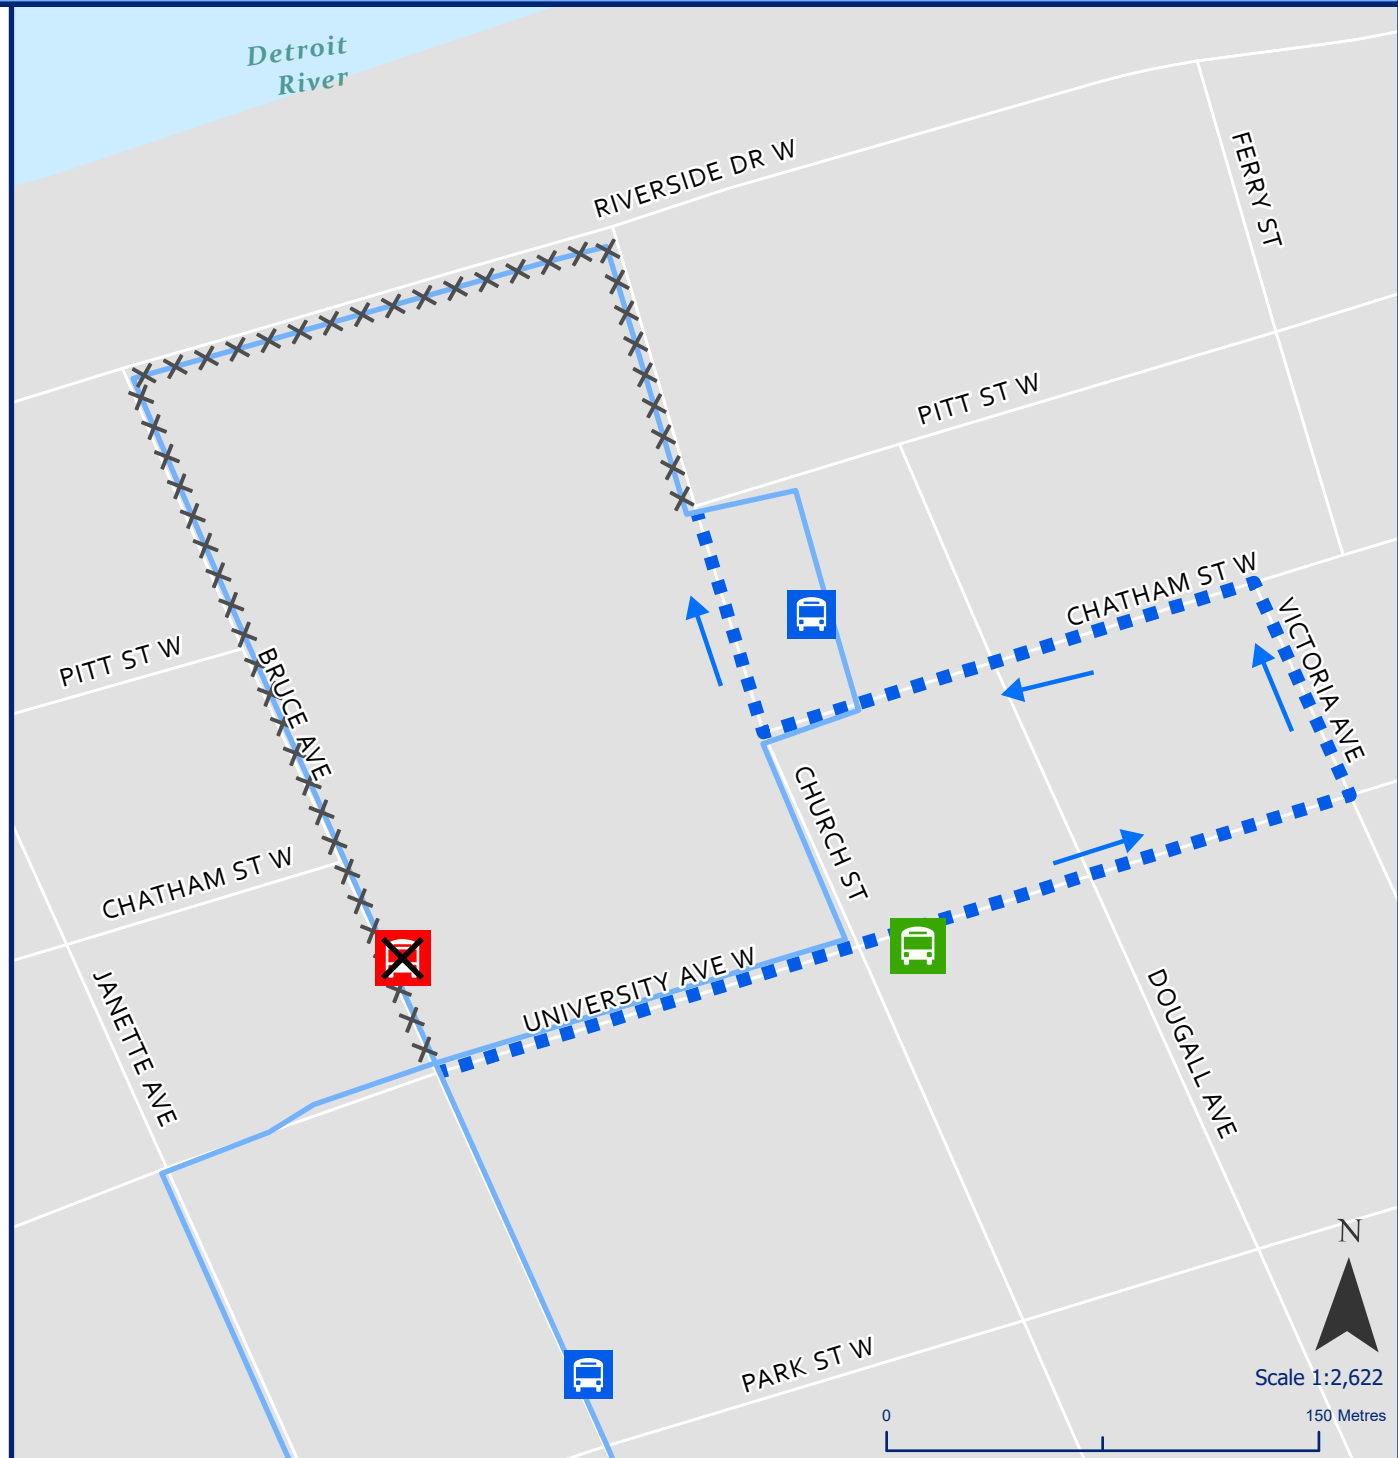 Detroit
River
RIVERSIDE DR W
FERRY ST
PITT ST W
CHATHAM ST W
VICTORIA AVE
PITT ST W
BRUCE AVE
CHURCH ST
CHATHAM ST W
UNIVERSITY AVE W
JANETTE AVE
DOUGALL AVE
PARK ST W
N
Scale 1:2,622
0 150 Metres